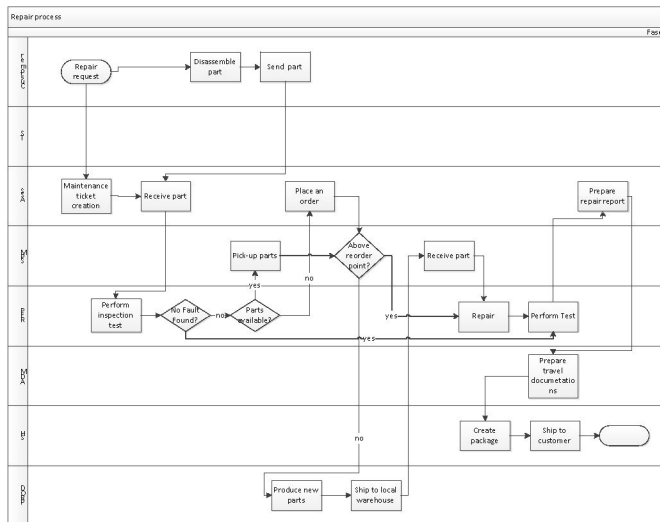 Repair process
Fase
Repair
request
Disassemble
part
Send part
Maintenance
ticket
creation
Receive part
Place an
order
Prepare
repair report
Pick-up parts
Above
reorder
point?
Receive part
yes
no
Perform
inspection
test
No Fault
Found?
no
Parts
available?
yes
Repair
Perform Test
yes
Prepare
travel
documetati
ons
no
Create
package
Ship to
customer
Produce new
parts
Ship to local
warehouse